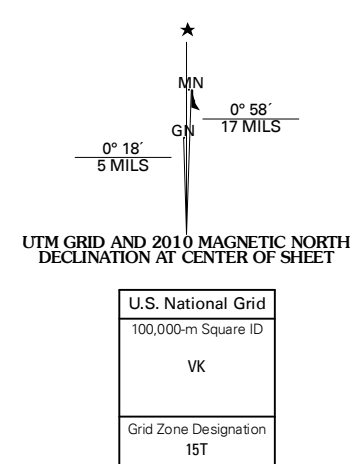 MN
0° 58´
17 MILS
GN
0° 18´
5 MILS
UTM GRID AND 2010 MAGNETIC NORTH
DECLINATION AT CENTER OF SHEET
U.S. National Grid
100,000-m Square ID
VK
Grid Zone Designation
15T